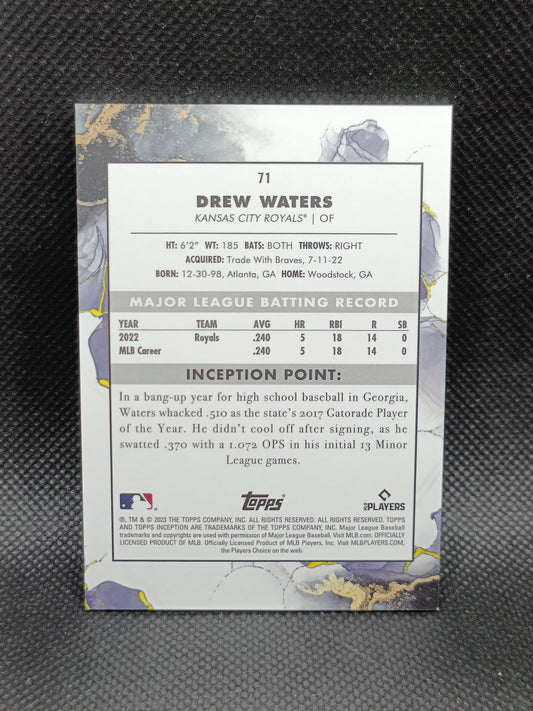 71
DREW WATERS
KANSAS CITY ROYALS® | OF
HT: 6'2" WT: 185 BATS: BOTH THROWS: RIGHT
ACQUIRED: Trade With Braves, 7-11-22
BORN: 12-30-98, Atlanta, GA HOME: Woodstock, GA
MAJOR LEAGUE BATTING RECORD
YEAR TEAM AVG HR RBI R SB
2022 Royals .240 5 18 14 0
MLB Career .240 5 18 14 0
INCEPTION POINT:
In a bang-up year for high school baseball in Georgia,
Waters whacked .510 as the state's 2017 Gatorade Player
of the Year. He didn't cool off after signing, as he
swatted .370 with a 1.072 OPS in his initial 13 Minor
League games.
Topps
MLB PLAYERS
®, TM & © 2023 THE TOPPS COMPANY, INC. ALL RIGHTS RESERVED. ALL RIGHTS RESERVED. TOPPS
AND TOPPS INCEPTION ARE TRADEMARKS OF THE TOPPS COMPANY, INC. Major League Baseball
trademarks and copyrights are used with permission of Major League Baseball. Visit MLB.com. OFFICIALLY
LICENSED PRODUCT OF MLB. Officially Licensed Product of MLB Players, Inc. Visit MLBPLAYERS.COM,
the Players Choice on the web.